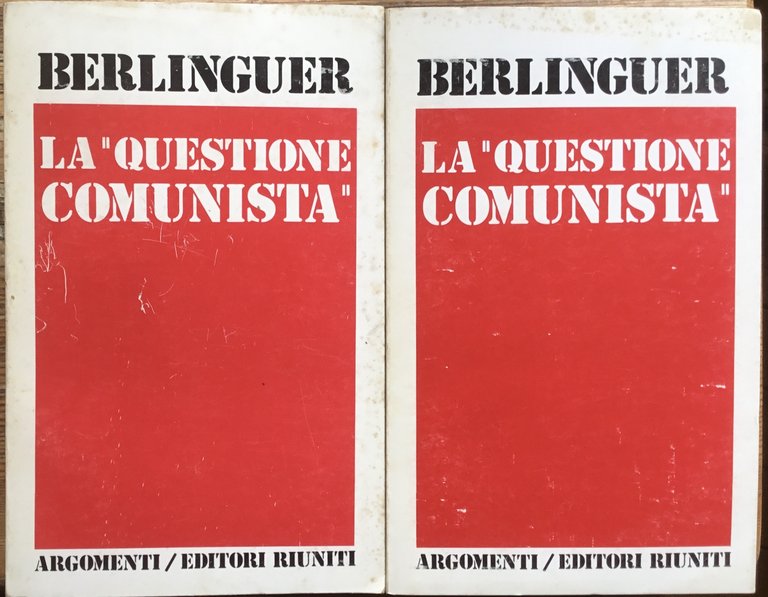 BERLINGUER
LA "QUESTIONE
COMUNISTA"
ARGOMENTI/EDITORI RIUNITI
BERLINGUER
LA "QUESTIONE
COMUNISTA"
ARGOMENTI/EDITORI RIUNITI